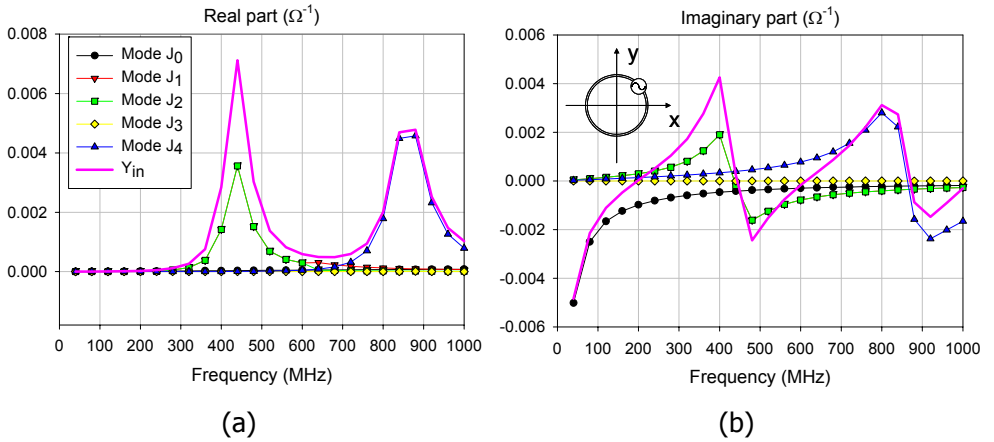 Real part (Ω⁻¹)
0.008
0.006
0.004
0.002
0.000
Mode J₀
Mode J₁
Mode J₂
Mode J₃
Mode J₄
Yᵢₙ
0 100 200 300 400 500 600 700 800 900 1000
Frequency (MHz)
(a)
Imaginary part (Ω⁻¹)
0.006
0.004
0.002
0.000
-0.002
-0.004
-0.006
y
x
0 100 200 300 400 500 600 700 800 900 1000
Frequency (MHz)
(b)